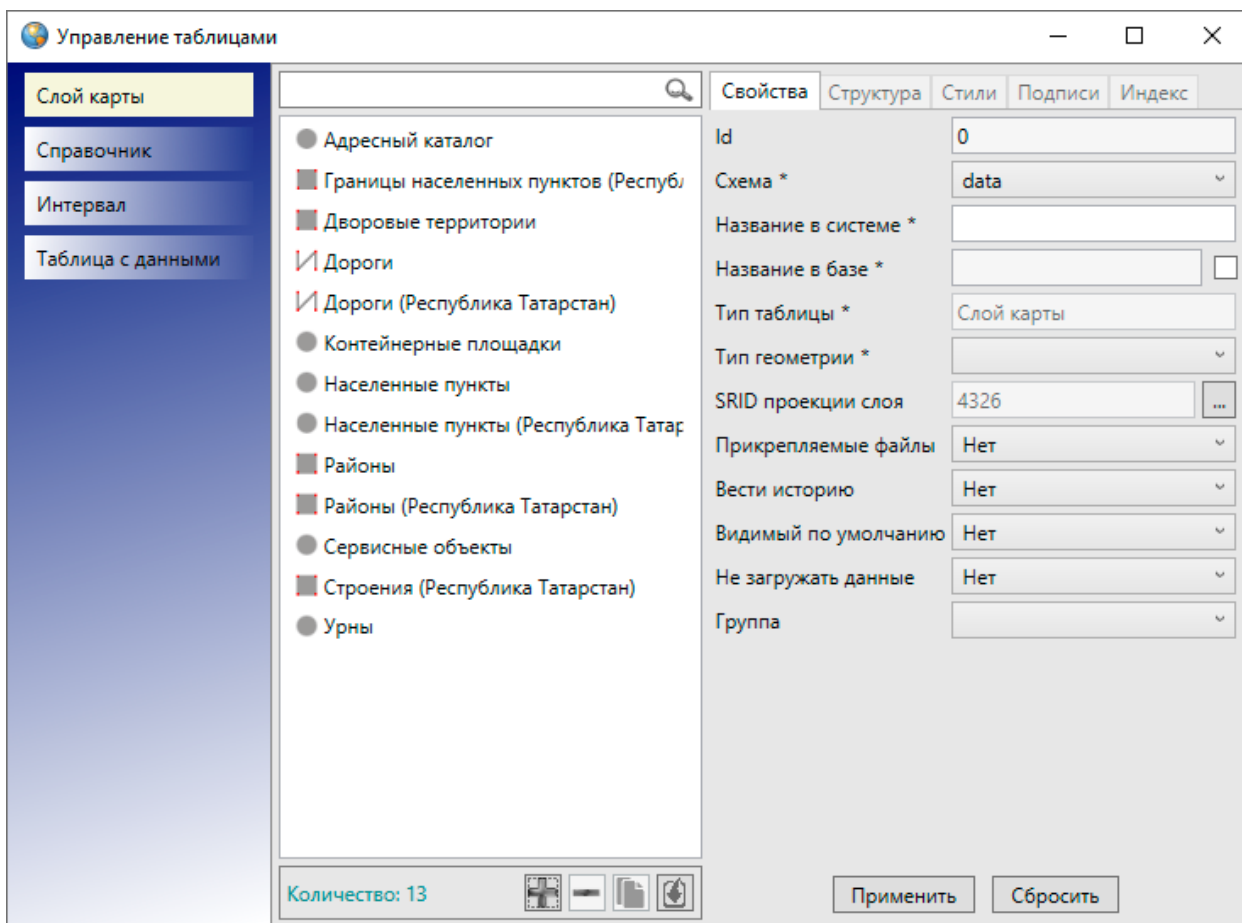 Управление таблицами
Слой карты
Справочник
Интервал
Таблица с данными
Адресный каталог
Границы населенных пунктов (Республ
Дворовые территории
Дороги
Дороги (Республика Татарстан)
Контейнерные площадки
Населенные пункты
Населенные пункты (Республика Татар
Районы
Районы (Республика Татарстан)
Сервисные объекты
Строения (Республика Татарстан)
Урны
Количество: 13
Свойства Структура Стили Подписи Индекс
Id 0
Схема * data
Название в системе *
Название в базе *
Тип таблицы * Слой карты
Тип геометрии *
SRID проекции слоя 4326 ...
Прикрепляемые файлы Нет
Вести историю Нет
Видимый по умолчанию Нет
Не загружать данные Нет
Группа
Применить Сбросить